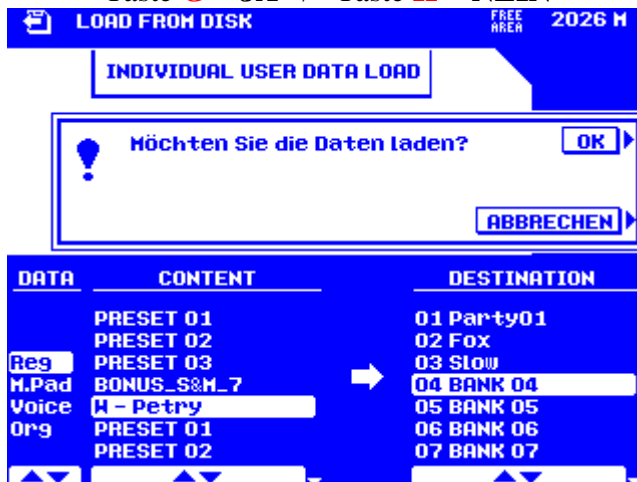 LOAD FROM DISK
FREE AREA 2026 M
INDIVIDUAL USER DATA LOAD
! Möchten Sie die Daten laden?
OK
ABBRECHEN
DATA CONTENT DESTINATION
PRESET 01 01 Party01
PRESET 02 02 Fox
Reg PRESET 03 03 Slow
M.Pad BONUS_S&M_7 04 BANK 04
Voice W - Petry 05 BANK 05
Org PRESET 01 06 BANK 06
PRESET 02 07 BANK 07